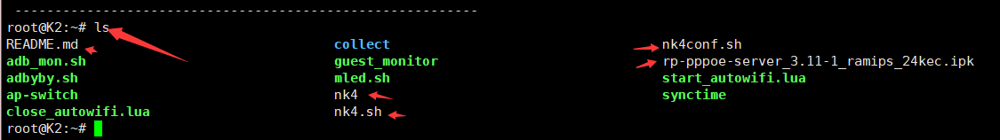 ------------------------------------------------------------
root@K2:~# ls
README.md collect nk4conf.sh
adb_mon.sh guest_monitor rp-pppoe-server_3.11-1_ramips_24kec.ipk
adbyby.sh mled.sh start_autowifi.lua
ap-switch nk4 synctime
close_autowifi.lua nk4.sh
root@K2:~#